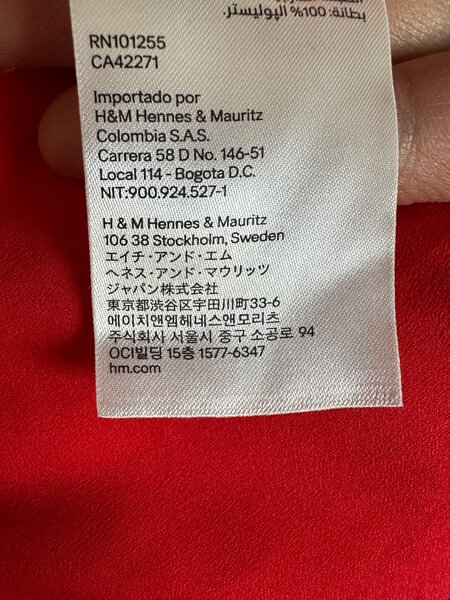 بطانة: 100% البوليستر.
RN101255
CA42271
Importado por
H&M Hennes & Mauritz
Colombia S.A.S.
Carrera 58 D No. 146-51
Local 114 - Bogota D.C.
NIT:900.924.527-1
H & M Hennes & Mauritz
106 38 Stockholm, Sweden
エイチ・アンド・エム
ヘネス・アンド・マウリッツ
ジャパン株式会社
東京都渋谷区宇田川町33-6
에이치앤엠헤네스앤모리츠
주식회사 서울시 중구 소공로 94
OCI빌딩 15층 1577-6347
hm.com